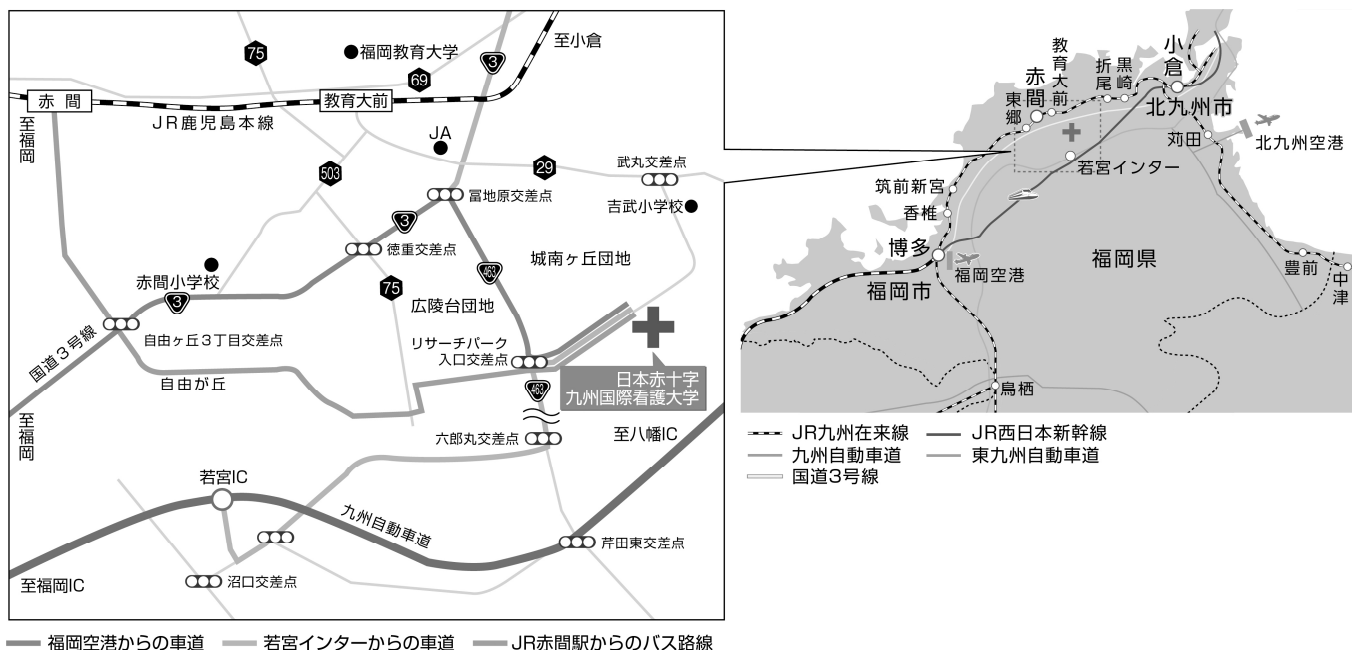 75
福岡教育大学
3
至小倉
69
赤間
教育大前
JR鹿児島本線
至福岡
JA
503
29
武丸交差点
冨地原交差点
吉武小学校
3
徳重交差点
城南ヶ丘団地
赤間小学校
463
3
75
広陵台団地
自由ヶ丘3丁目交差点
国道3号線
リサーチパーク
入口交差点
自由が丘
日本赤十字
九州国際看護大学
463
至福岡
六郎丸交差点
至八幡IC
若宮IC
九州自動車道
芹田東交差点
至福岡IC
沼口交差点
福岡空港からの車道
若宮インターからの車道
JR赤間駅からのバス路線
小倉
教育大前
黒崎
折尾
赤間
東郷
北九州市
苅田
北九州空港
若宮インター
筑前新宮
香椎
博多
福岡空港
福岡県
福岡市
豊前
中津
鳥栖
JR九州在来線
JR西日本新幹線
九州自動車道
東九州自動車道
国道3号線